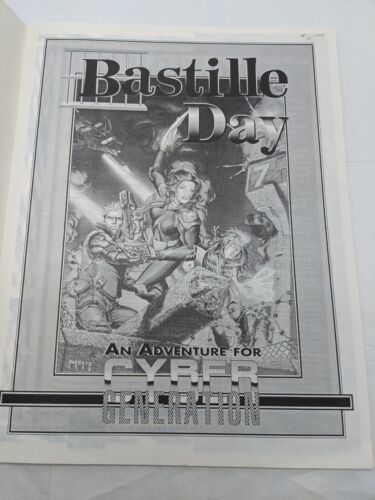 Bastille
Day
AN ADVENTURE FOR
CYBER
GENERATION